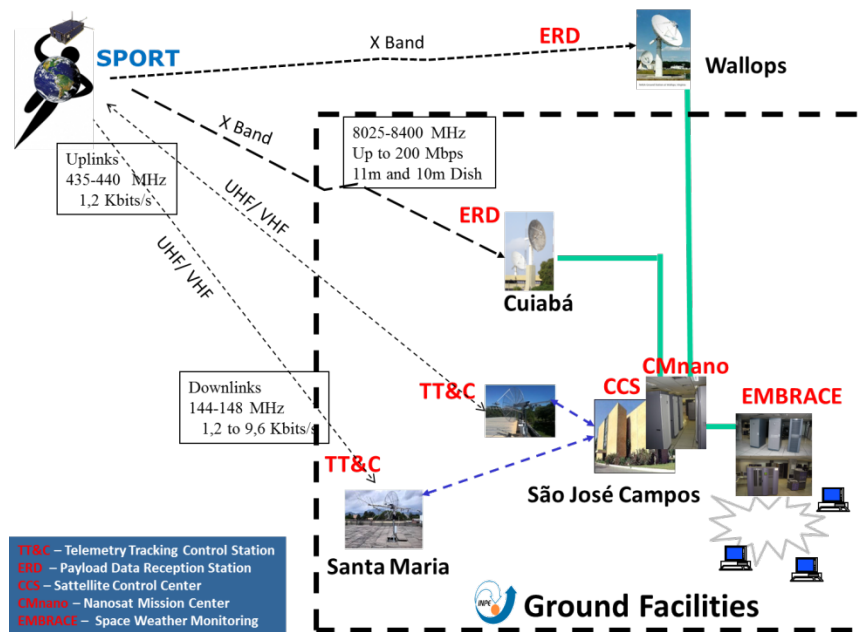 SPORT
X Band
ERD
Wallops
X Band
8025-8400 MHz
Up to 200 Mbps
11m and 10m Dish
Uplinks
435-440 MHz
1,2 Kbits/s
UHF/ VHF
UHF/ VHF
ERD
Cuiabá
Downlinks
144-148 MHz
1,2 to 9,6 Kbits/s
TT&C
CCS
CMnano
EMBRACE
TT&C
São José Campos
Santa Maria
TT&C – Telemetry Tracking Control Station
ERD – Payload Data Reception Station
CCS – Sattellite Control Center
CMnano – Nanosat Mission Center
EMBRACE – Space Weather Monitoring
INPE
Ground Facilities